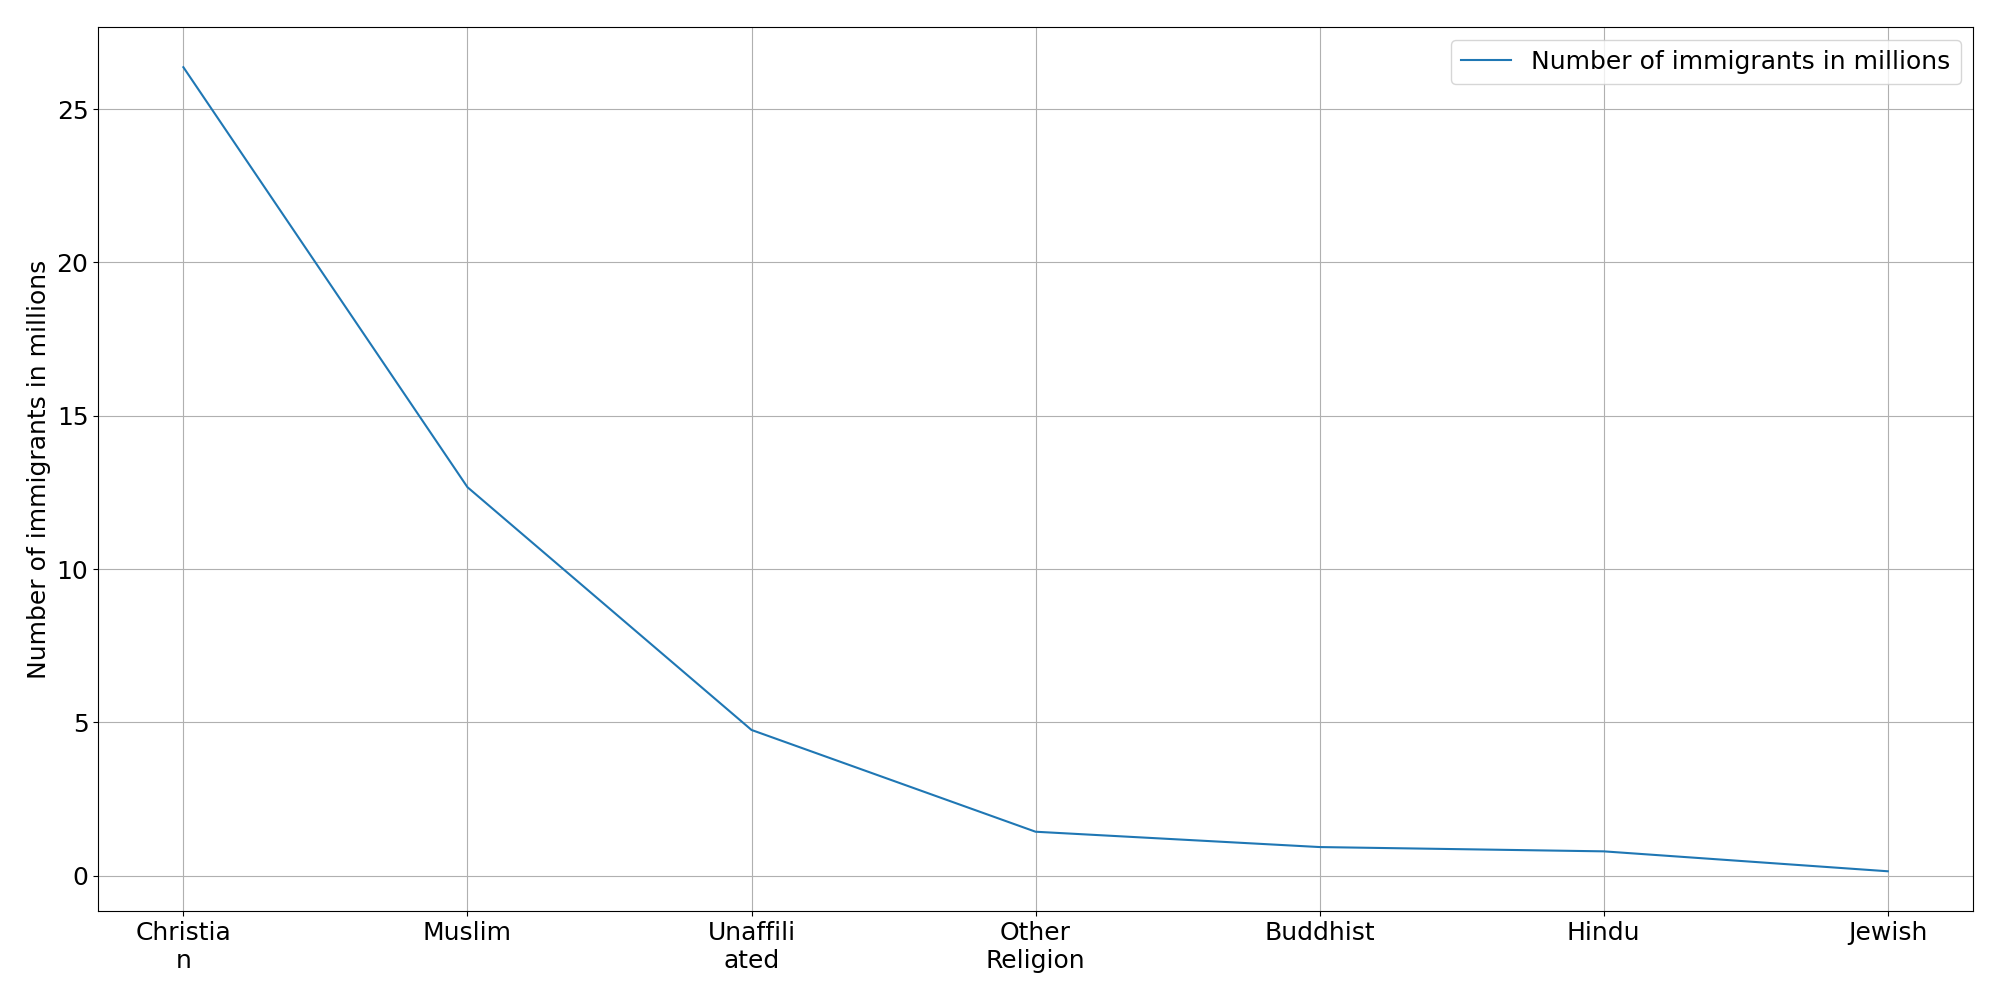 Number of immigrants in millions
25
20
15
10
5
0
Number of immigrants in millions
Christia
n
Muslim
Unaffili
ated
Other
Religion
Buddhist
Hindu
Jewish